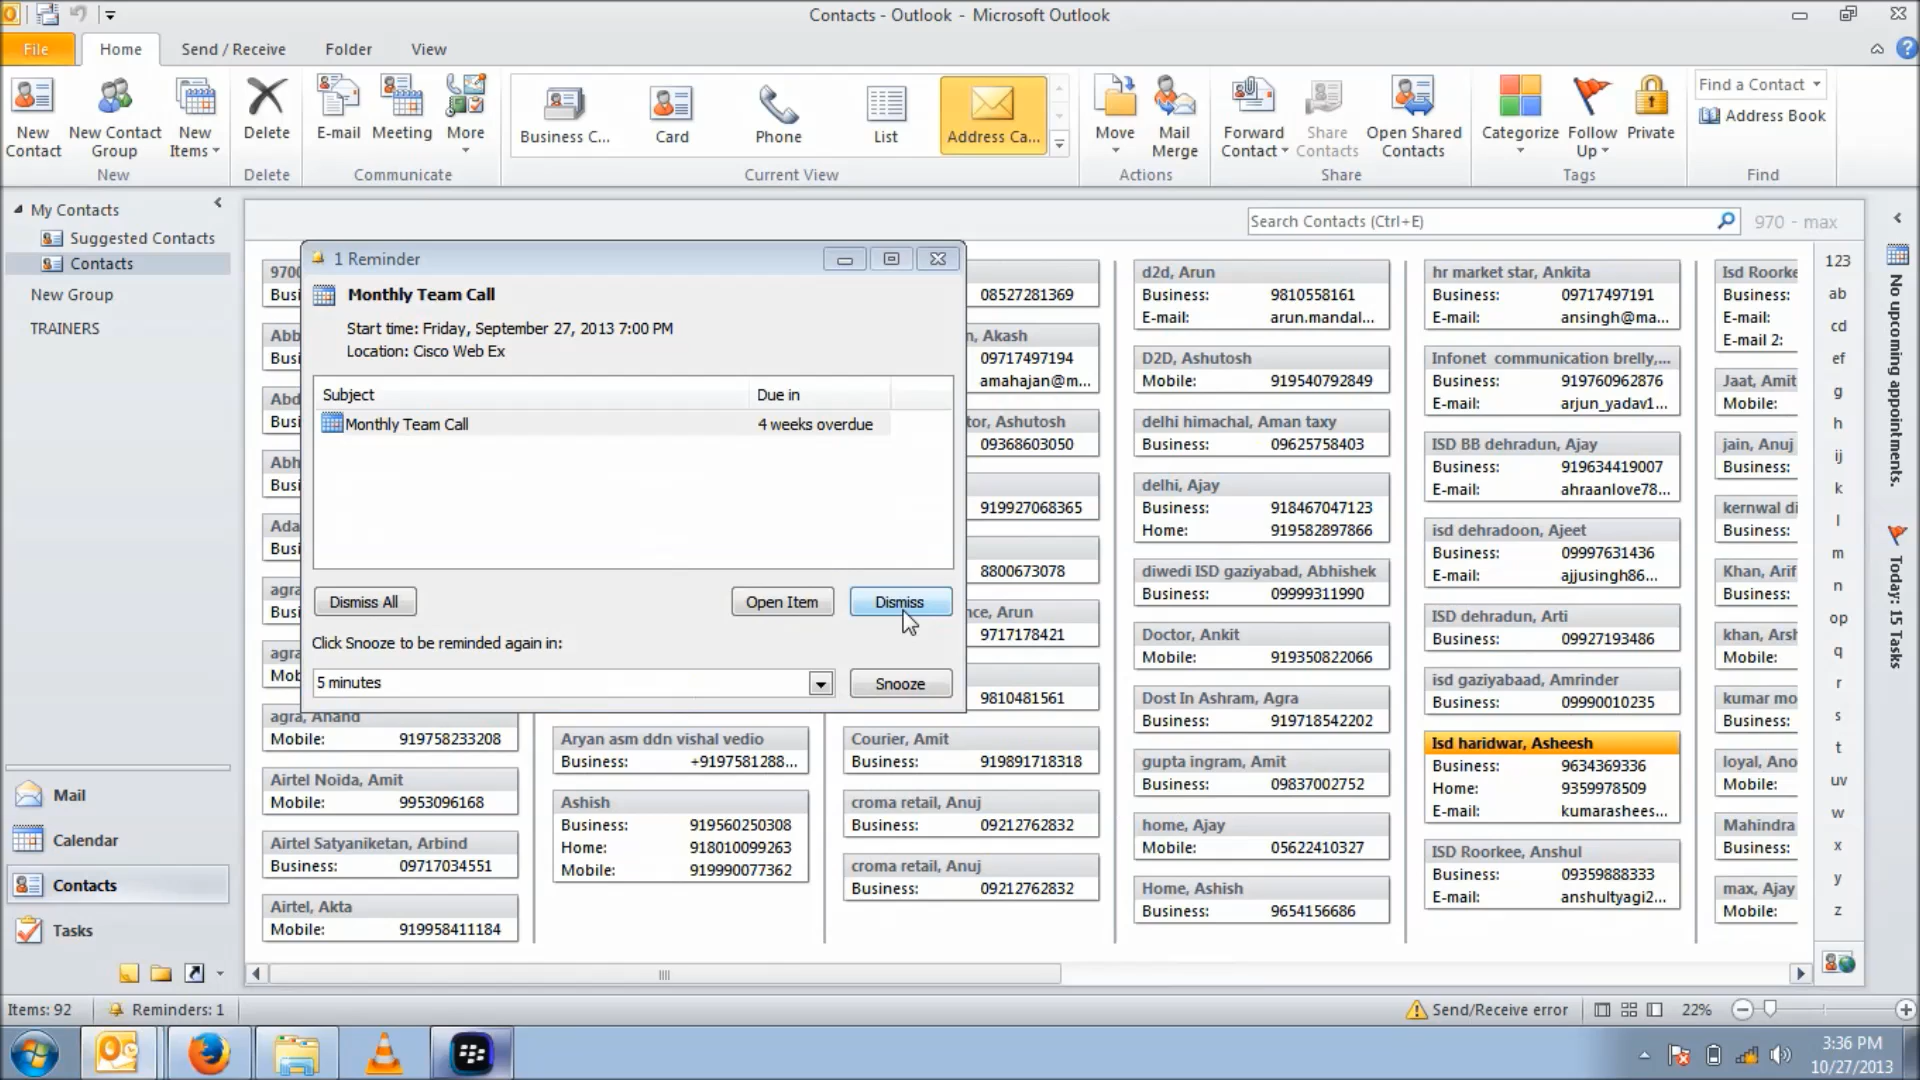 Contacts - Outlook - Microsoft Outlook
File
Home
Send / Receive
Folder
View
New Contact
New Contact Group
New Items
New
Delete
Delete
E-mail
Meeting
More
Communicate
Business C...
Card
Phone
List
Address Ca...
Current View
Move
Mail Merge
Actions
Forward Contact
Share Contacts
Open Shared Contacts
Share
Categorize
Follow Up
Private
Tags
Find a Contact
Address Book
Find
My Contacts
Suggested Contacts
Contacts
New Group
TRAINERS
Mail
Calendar
Contacts
Tasks
Search Contacts (Ctrl+E)
970 - max
1 Reminder
Monthly Team Call
Start time: Friday, September 27, 2013 7:00 PM
Location: Cisco Web Ex
Subject
Due in
Monthly Team Call
4 weeks overdue
Dismiss All
Open Item
Dismiss
Click Snooze to be reminded again in:
5 minutes
Snooze
9700
Busi
Abb
Busi
Abd
Busi
Abh
Busi
Ada
Busi
agra
Busi
agra
Mob
agra, Anand
Mobile: 919758233208
Airtel Noida, Amit
Mobile: 9953096168
Airtel Satyaniketan, Arbind
Business: 09717034551
Airtel, Akta
Mobile: 919958411184
Aryan asm ddn vishal vedio
Business: +9197581288...
Ashish
Business: 919560250308
Home: 918010099263
Mobile: 919990077362
08527281369
n, Akash
09717497194
amahajan@m...
tor, Ashutosh
09368603050
919927068365
8800673078
nce, Arun
9717178421
9810481561
Courier, Amit
Business: 919891718318
croma retail, Anuj
Business: 09212762832
croma retail, Anuj
Business: 09212762832
d2d, Arun
Business: 9810558161
E-mail: arun.mandal...
D2D, Ashutosh
Mobile: 919540792849
delhi himachal, Aman taxy
Business: 09625758403
delhi, Ajay
Business: 918467047123
Home: 919582897866
diwedi ISD gaziyabad, Abhishek
Business: 09999311990
Doctor, Ankit
Mobile: 919350822066
Dost In Ashram, Agra
Business: 919718542202
gupta ingram, Amit
Business: 09837002752
home, Ajay
Mobile: 05622410327
Home, Ashish
Business: 9654156686
hr market star, Ankita
Business: 09717497191
E-mail: ansingh@ma...
Infonet communication brelly,...
Business: 919760962876
E-mail: arjun_yadav1...
ISD BB dehradun, Ajay
Business: 919634419007
E-mail: ahraanlove78...
isd dehradoon, Ajeet
Business: 09997631436
E-mail: ajjusingh86...
ISD dehradun, Arti
Business: 09927193486
isd gaziyabaad, Amrinder
Business: 09990010235
Isd haridwar, Asheesh
Business: 9634369336
Home: 9359978509
E-mail: kumarashees...
ISD Roorkee, Anshul
Business: 09359888333
E-mail: anshultyagi2...
Isd Roorke
Business:
E-mail:
E-mail 2:
Jaat, Amit
Mobile:
jain, Anuj
Business:
kernwal di
Business:
Khan, Arif
Business:
khan, Arsh
Mobile:
kumar mo
Business:
loyal, Ano
Mobile:
Mahindra
Business:
max, Ajay
Mobile:
123
ab
cd
ef
g
h
ij
k
l
m
n
op
q
r
s
t
uv
w
x
y
z
No upcoming appointments.
Today: 15 Tasks
Items: 92
Reminders: 1
Send/Receive error
22%
3:36 PM
10/27/2013